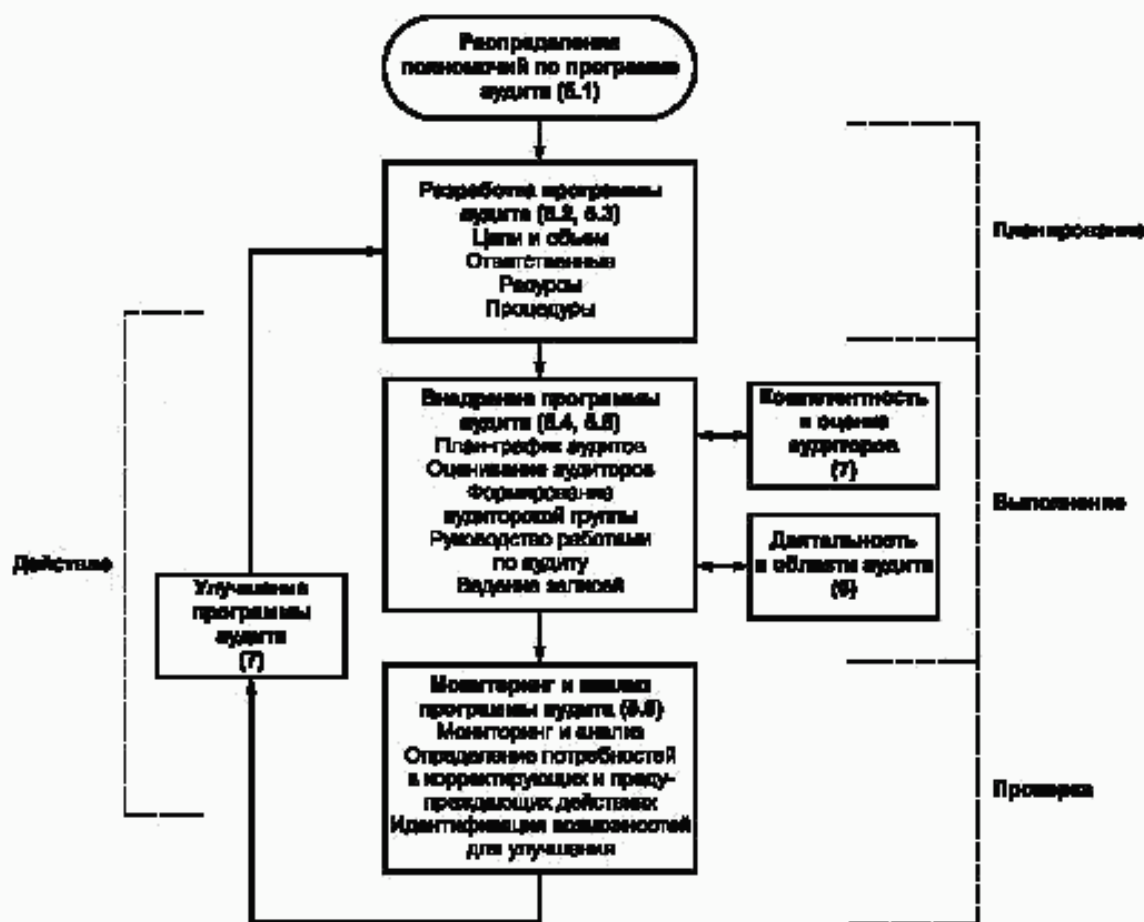 Распределение
полномочий по программе
аудита (5.1)
Разработка программы
аудита (5.2, 5.3)
Цели и объем
Ответственные
Ресурсы
Процедуры
Планирование
Внедрение программы
аудита (5.4, 5.5)
План-график аудитов
Оценивание аудиторов
Формирование
аудиторской группы
Руководство работами
по аудиту
Ведение записей
Компетентность
и оценка
аудиторов
(7)
Деятельность
в области аудита
(6)
Выполнение
Действие
Улучшение
программы
аудита
(7)
Мониторинг и анализ
программы аудита (5.6)
Мониторинг и анализ
Определение потребностей
в корректирующих и преду-
преждающих действиях
Идентификация возможностей
для улучшения
Проверка